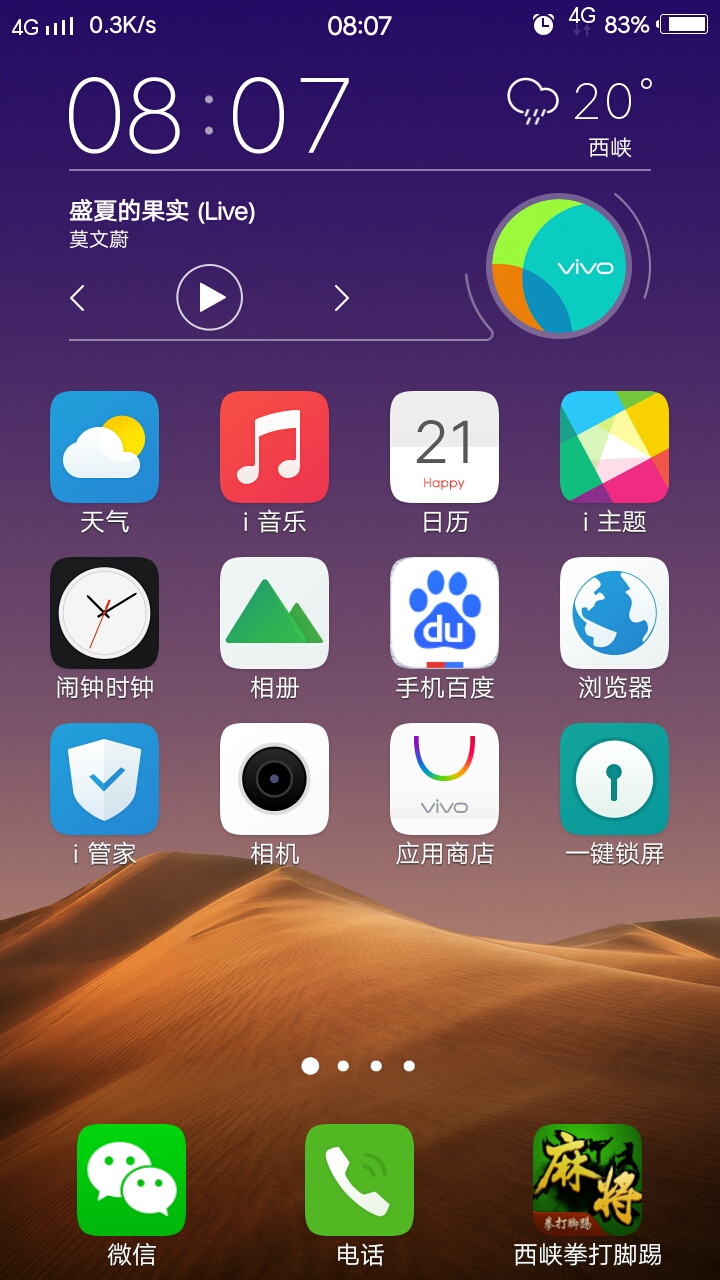 4G 0.3K/s 08:07 4G 83%
08:07
20°
西峡
盛夏的果实 (Live)
莫文蔚
vivo
21
Happy
天气 i 音乐 日历 i 主题
du
闹钟时钟 相册 手机百度 浏览器
vivo
i 管家 相机 应用商店 一键锁屏
麻将
拳打脚踢
微信 电话 西峡拳打脚踢